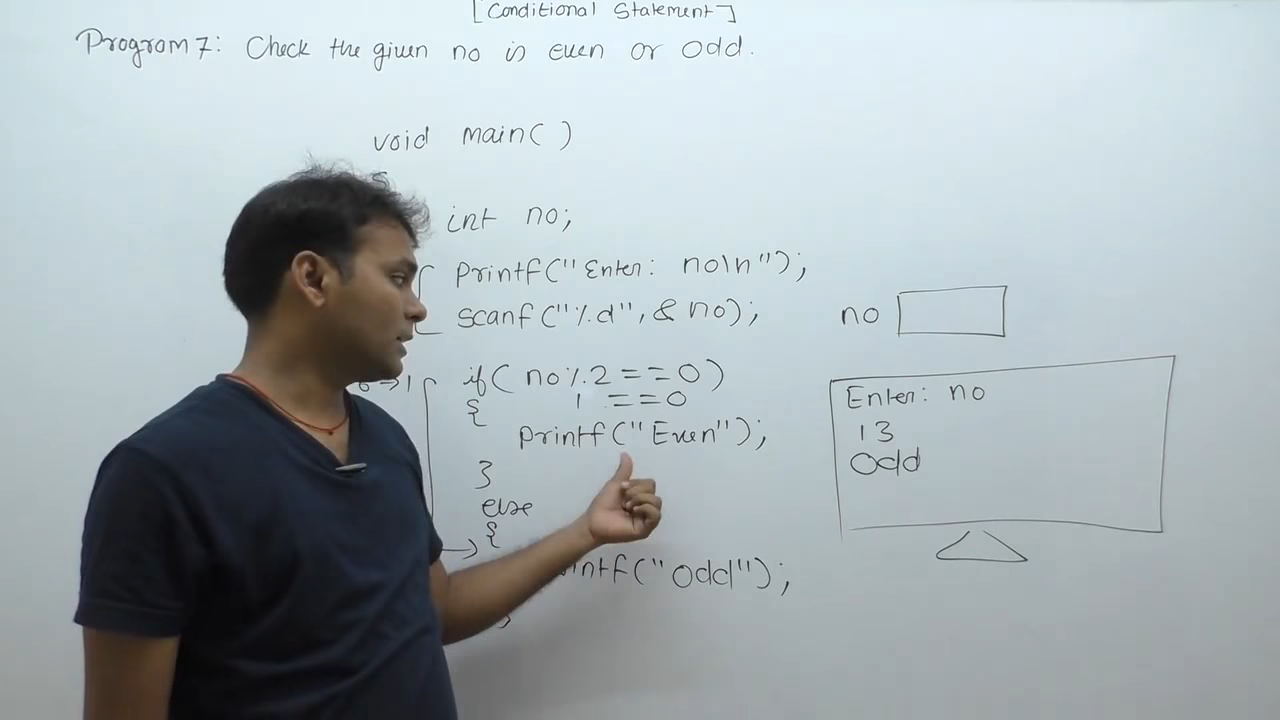 [Conditional Statement]
Program 7: Check the given no is even or odd.
void main( )
{
int no;
printf("Enter: no\n");
scanf("%d", & no);
if( no%2 == 0 )
1 == 0
{
printf("Even");
}
else
{
printf("Odd");
}
no
Enter: no
13
Odd